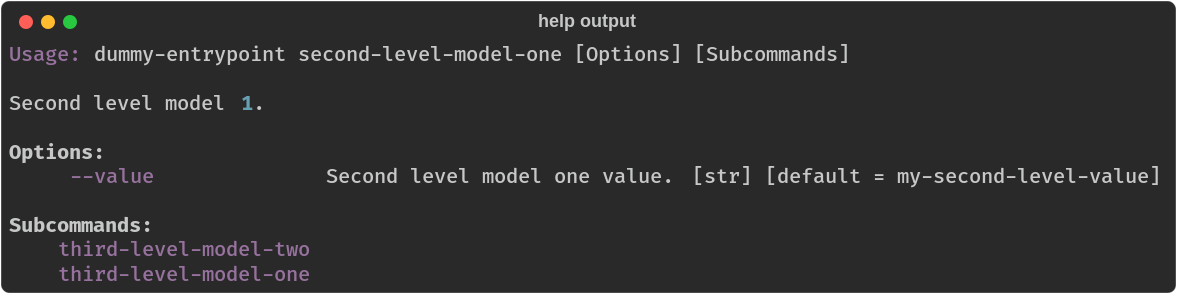 help output
Usage: dummy-entrypoint second-level-model-one [Options] [Subcommands]
Second level model 1.
Options:
--value Second level model one value. [str] [default = my-second-level-value]
Subcommands:
third-level-model-two
third-level-model-one